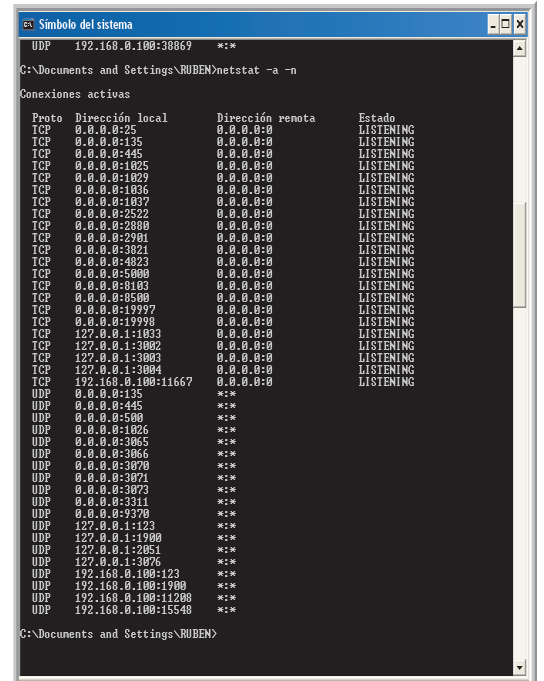 Símbolo del sistema
UDP 192.168.0.100:38869 *:*
C:\Documents and Settings\RUBEN>netstat -a -n
Conexiones activas
Proto Dirección local Dirección remota Estado
TCP 0.0.0.0:25 0.0.0.0:0 LISTENING
TCP 0.0.0.0:135 0.0.0.0:0 LISTENING
TCP 0.0.0.0:445 0.0.0.0:0 LISTENING
TCP 0.0.0.0:1025 0.0.0.0:0 LISTENING
TCP 0.0.0.0:1029 0.0.0.0:0 LISTENING
TCP 0.0.0.0:1036 0.0.0.0:0 LISTENING
TCP 0.0.0.0:1037 0.0.0.0:0 LISTENING
TCP 0.0.0.0:2522 0.0.0.0:0 LISTENING
TCP 0.0.0.0:2880 0.0.0.0:0 LISTENING
TCP 0.0.0.0:2901 0.0.0.0:0 LISTENING
TCP 0.0.0.0:3821 0.0.0.0:0 LISTENING
TCP 0.0.0.0:4823 0.0.0.0:0 LISTENING
TCP 0.0.0.0:5000 0.0.0.0:0 LISTENING
TCP 0.0.0.0:8103 0.0.0.0:0 LISTENING
TCP 0.0.0.0:8500 0.0.0.0:0 LISTENING
TCP 0.0.0.0:19997 0.0.0.0:0 LISTENING
TCP 0.0.0.0:19998 0.0.0.0:0 LISTENING
TCP 127.0.0.1:1033 0.0.0.0:0 LISTENING
TCP 127.0.0.1:3002 0.0.0.0:0 LISTENING
TCP 127.0.0.1:3003 0.0.0.0:0 LISTENING
TCP 127.0.0.1:3004 0.0.0.0:0 LISTENING
TCP 192.168.0.100:11667 0.0.0.0:0 LISTENING
UDP 0.0.0.0:135 *:*
UDP 0.0.0.0:445 *:*
UDP 0.0.0.0:500 *:*
UDP 0.0.0.0:1026 *:*
UDP 0.0.0.0:3065 *:*
UDP 0.0.0.0:3066 *:*
UDP 0.0.0.0:3070 *:*
UDP 0.0.0.0:3071 *:*
UDP 0.0.0.0:3073 *:*
UDP 0.0.0.0:3311 *:*
UDP 0.0.0.0:9370 *:*
UDP 127.0.0.1:123 *:*
UDP 127.0.0.1:1900 *:*
UDP 127.0.0.1:2051 *:*
UDP 127.0.0.1:3076 *:*
UDP 192.168.0.100:123 *:*
UDP 192.168.0.100:1900 *:*
UDP 192.168.0.100:11208 *:*
UDP 192.168.0.100:15548 *:*
C:\Documents and Settings\RUBEN>